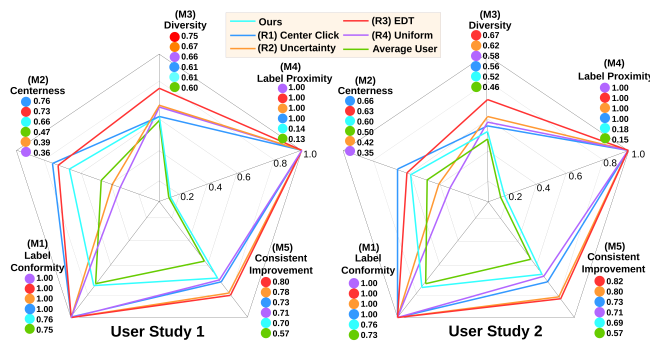 Ours
(R1) Center Click
(R2) Uncertainty
(R3) EDT
(R4) Uniform
Average User
(M3)
Diversity
0.75
0.67
0.66
0.61
0.61
0.60
(M2)
Centerness
0.76
0.73
0.66
0.47
0.39
0.36
(M4)
Label Proximity
1.00
1.00
1.00
1.00
0.14
0.13
0.2
0.4
0.6
0.8
1.0
(M1)
Label
Conformity
1.00
1.00
1.00
1.00
0.76
0.75
(M5)
Consistent
Improvement
0.80
0.78
0.73
0.71
0.70
0.57
User Study 1
(M3)
Diversity
0.67
0.62
0.58
0.56
0.52
0.46
(M2)
Centerness
0.66
0.63
0.60
0.50
0.42
0.35
(M4)
Label Proximity
1.00
1.00
1.00
1.00
0.18
0.15
0.2
0.4
0.6
0.8
1.0
(M1)
Label
Conformity
1.00
1.00
1.00
1.00
0.76
0.73
(M5)
Consistent
Improvement
0.82
0.80
0.73
0.71
0.69
0.57
User Study 2